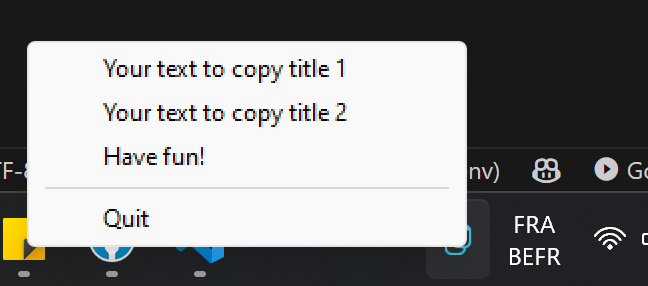 Your text to copy title 1
Your text to copy title 2
Have fun!
Quit
TF-8
nv)
Go
FRA
BEFR